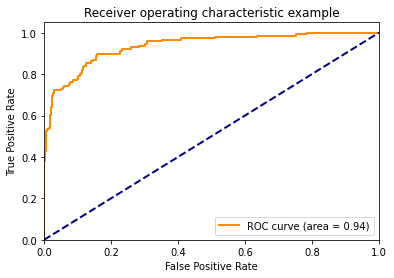 Receiver operating characteristic example
True Positive Rate
1.0
0.8
0.6
0.4
0.2
0.0
ROC curve (area = 0.94)
0.0 0.2 0.4 0.6 0.8 1.0
False Positive Rate